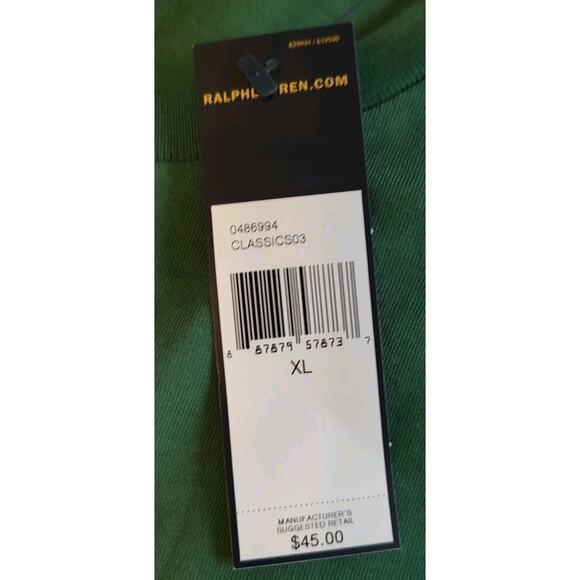 RALPHL REN.COM
0486994
CLASSICS03
8 87879 57873 7
XL
MANUFACTURER'S
SUGGESTED RETAIL
$45.00